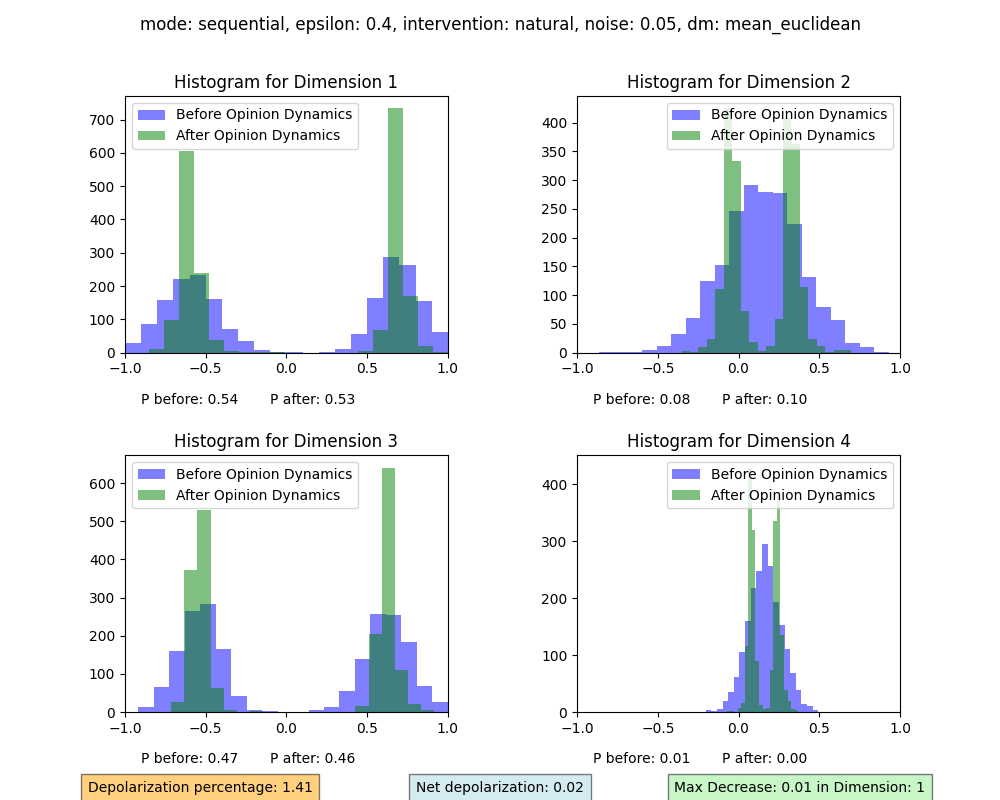 mode: sequential, epsilon: 0.4, intervention: natural, noise: 0.05, dm: mean_euclidean
Histogram for Dimension 1
Before Opinion Dynamics
After Opinion Dynamics
700
600
500
400
300
200
100
0
−1.0 −0.5 0.0 0.5 1.0
P before: 0.54 P after: 0.53
Histogram for Dimension 2
Before Opinion Dynamics
After Opinion Dynamics
400
350
300
250
200
150
100
50
0
−1.0 −0.5 0.0 0.5 1.0
P before: 0.08 P after: 0.10
Histogram for Dimension 3
Before Opinion Dynamics
After Opinion Dynamics
600
500
400
300
200
100
0
−1.0 −0.5 0.0 0.5 1.0
P before: 0.47 P after: 0.46
Histogram for Dimension 4
Before Opinion Dynamics
After Opinion Dynamics
400
300
200
100
0
−1.0 −0.5 0.0 0.5 1.0
P before: 0.01 P after: 0.00
Depolarization percentage: 1.41
Net depolarization: 0.02
Max Decrease: 0.01 in Dimension: 1